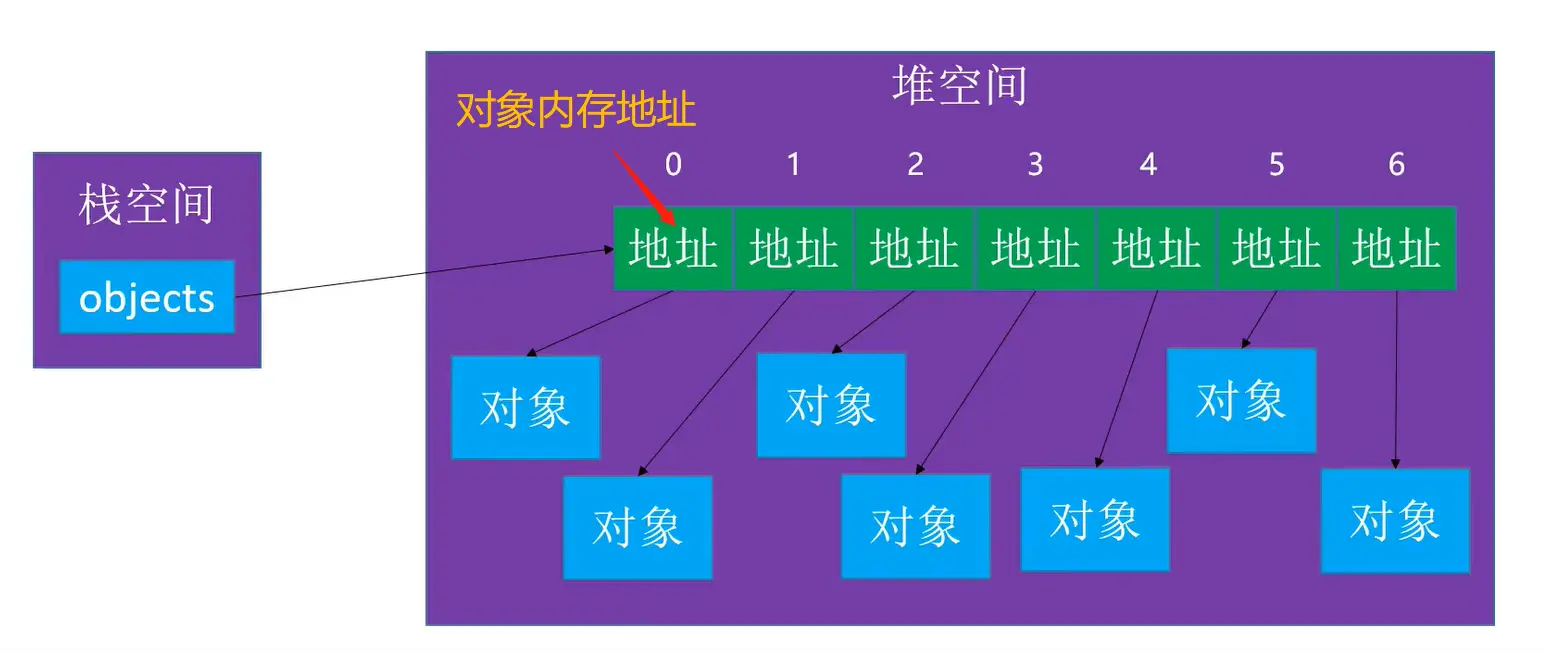 堆空间
对象内存地址
0 1 2 3 4 5 6
栈空间
地址 地址 地址 地址 地址 地址 地址
objects
对象 对象 对象
对象 对象 对象 对象